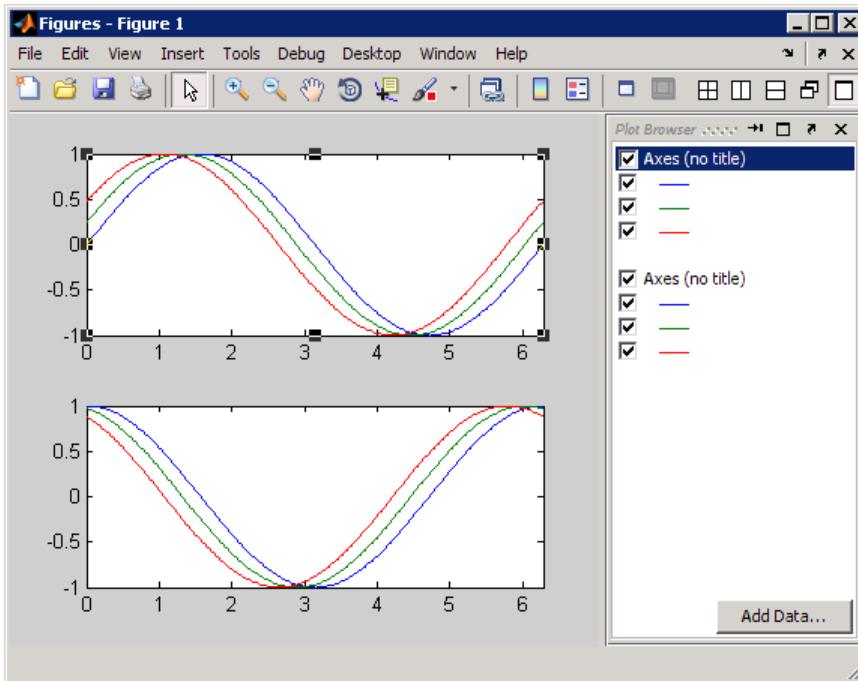 Figures - Figure 1
File Edit View Insert Tools Debug Desktop Window Help
Plot Browser
Axes (no title)
Axes (no title)
Add Data...
1
0.5
0
-0.5
-1
0 1 2 3 4 5 6
1
0.5
0
-0.5
-1
0 1 2 3 4 5 6